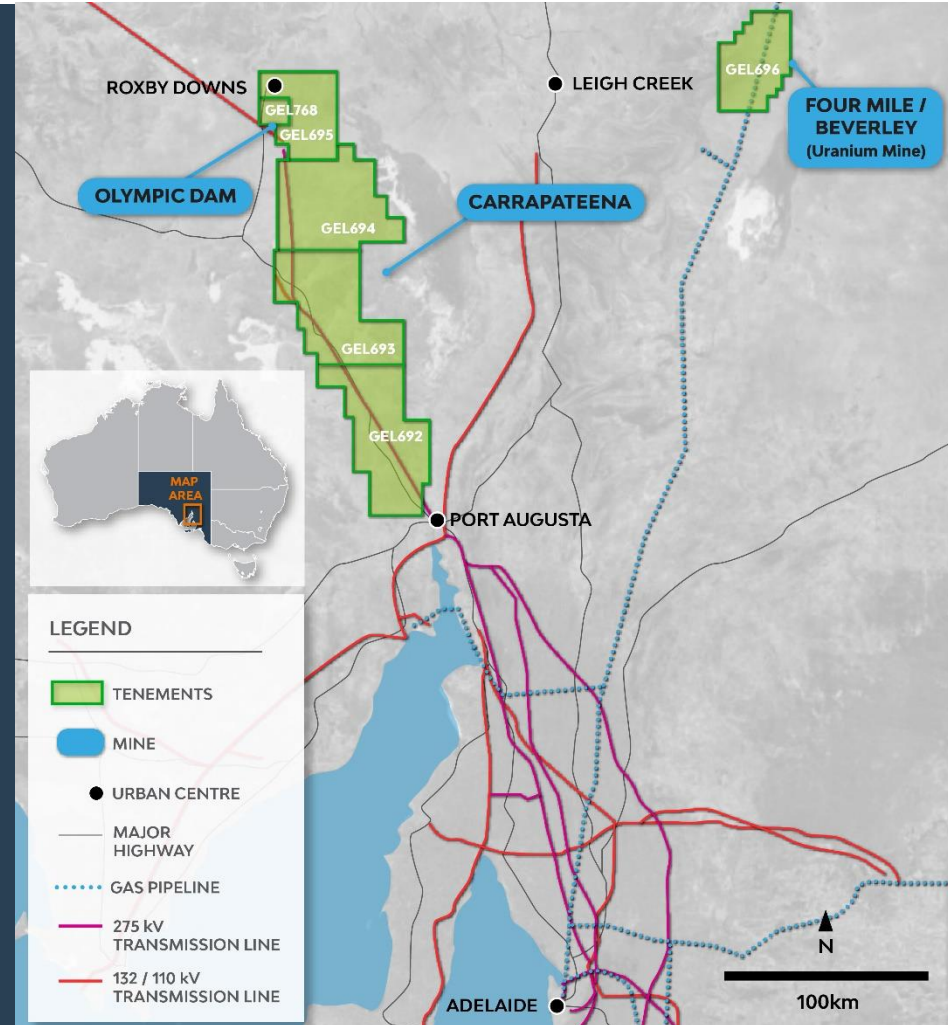 ROXBY DOWNS
GEL768
GEL695
LEIGH CREEK
GEL696
FOUR MILE /
BEVERLEY
(Uranium Mine)
OLYMPIC DAM
CARRAPATEENA
GEL694
GEL693
GEL692
MAP
AREA
PORT AUGUSTA
LEGEND
TENEMENTS
MINE
URBAN CENTRE
MAJOR
HIGHWAY
GAS PIPELINE
275 kV
TRANSMISSION LINE
132 / 110 kV
TRANSMISSION LINE
N
100km
ADELAIDE